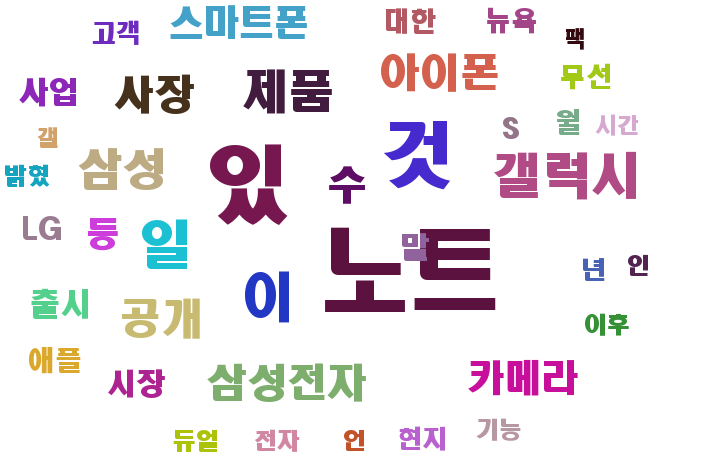 고객
스마트폰
대한
뉴욕
팩
사업
사장
제품
아이폰
무선
갤
S
월
시간
밝혔
삼성
있
수
것
갤럭시
LG
등
일
이
노트
말
년
인
출시
공개
이후
애플
시장
삼성전자
카메라
듀얼
전자
언
현지
기능